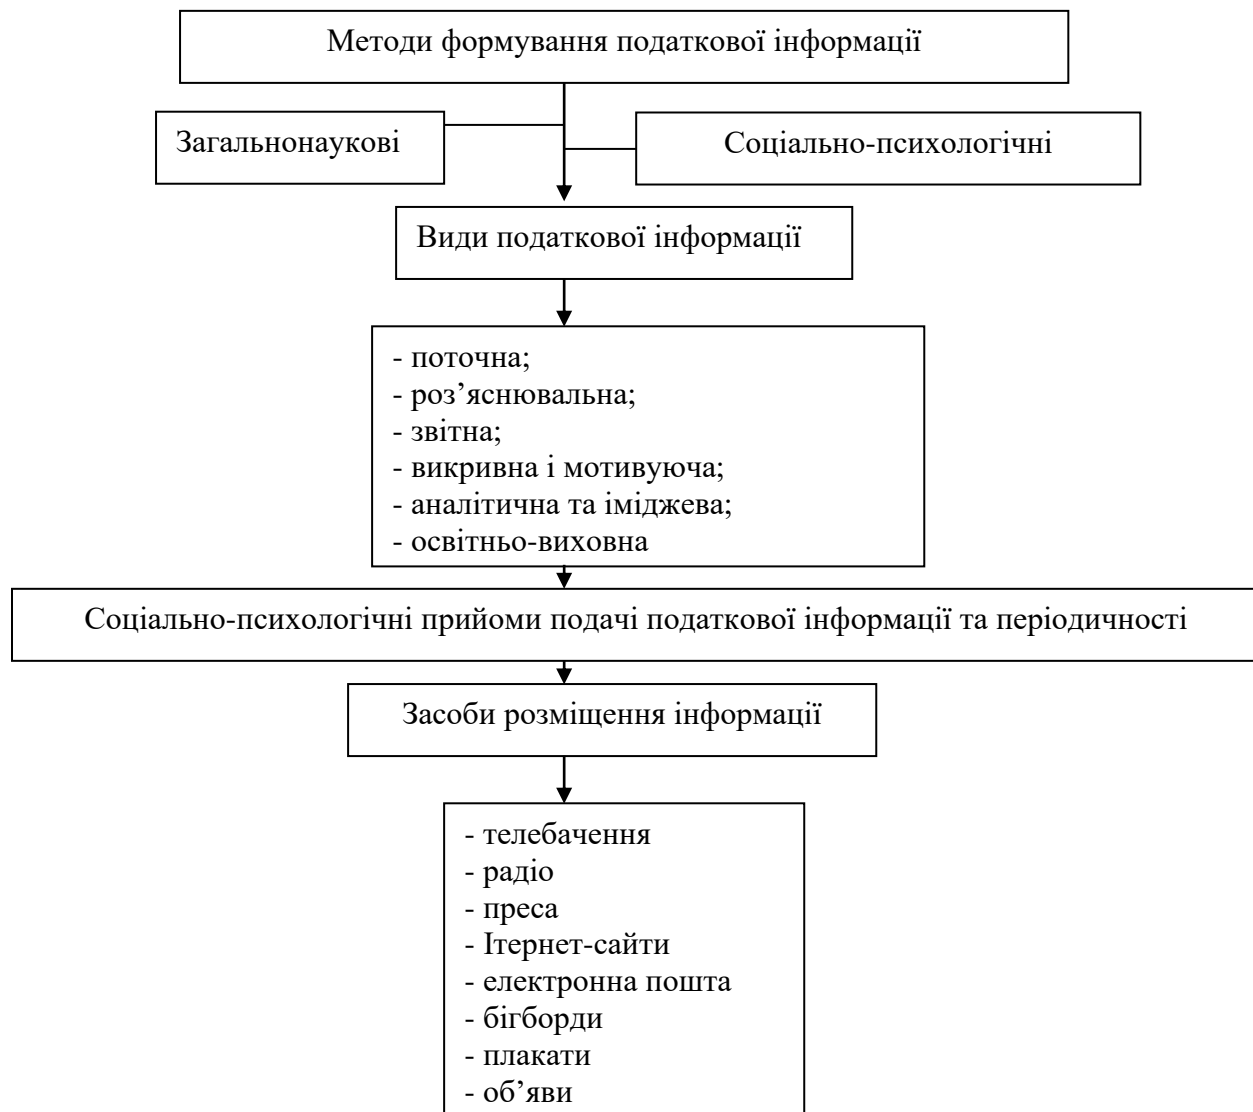 Методи формування податкової інформації
Загальнонаукові
Соціально-психологічні
Види податкової інформації
- поточна;
- роз’яснювальна;
- звітна;
- викривна і мотивуюча;
- аналітична та іміджева;
- освітньо-виховна
Соціально-психологічні прийоми подачі податкової інформації та періодичності
Засоби розміщення інформації
- телебачення
- радіо
- преса
- Ітернет-сайти
- електронна пошта
- бігборди
- плакати
- об’яви